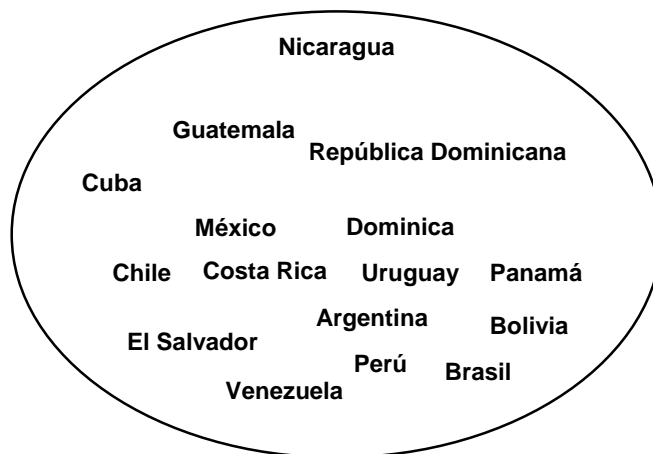 Nicaragua
Guatemala
República Dominicana
Cuba
México Dominica
Chile Costa Rica Uruguay Panamá
Argentina Bolivia
El Salvador
Perú Brasil
Venezuela